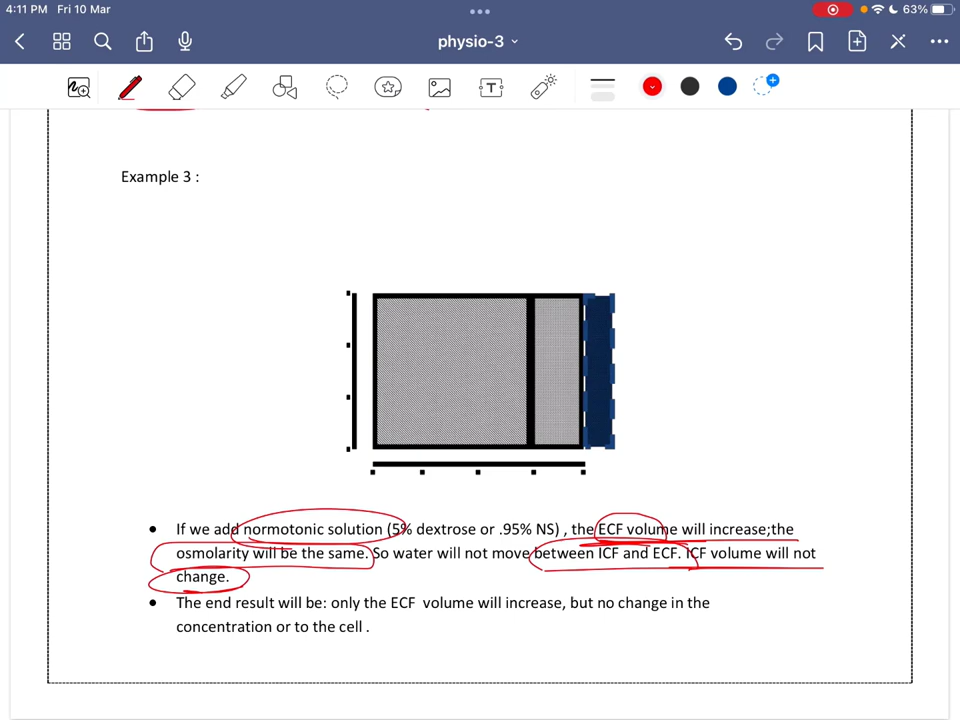 4:11 PM Fri 10 Mar
63%
physio-3
T
Example 3 :
If we add normotonic solution (5% dextrose or .95% NS) , the ECF volume will increase;the
osmolarity will be the same. So water will not move between ICF and ECF. ICF volume will not
change.
The end result will be: only the ECF volume will increase, but no change in the
concentration or to the cell .